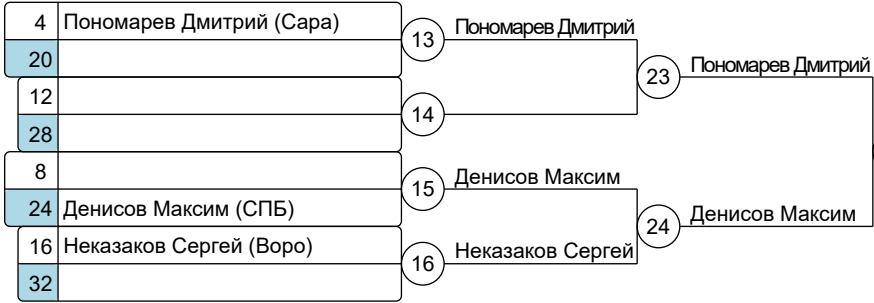 4 Пономарев Дмитрий (Сара)
13 Пономарев Дмитрий
20
23 Пономарев Дмитрий
12
14
28
8
15 Денисов Максим
24 Денисов Максим (СПБ)
24 Денисов Максим
16 Неказаков Сергей (Воро)
16 Неказаков Сергей
32